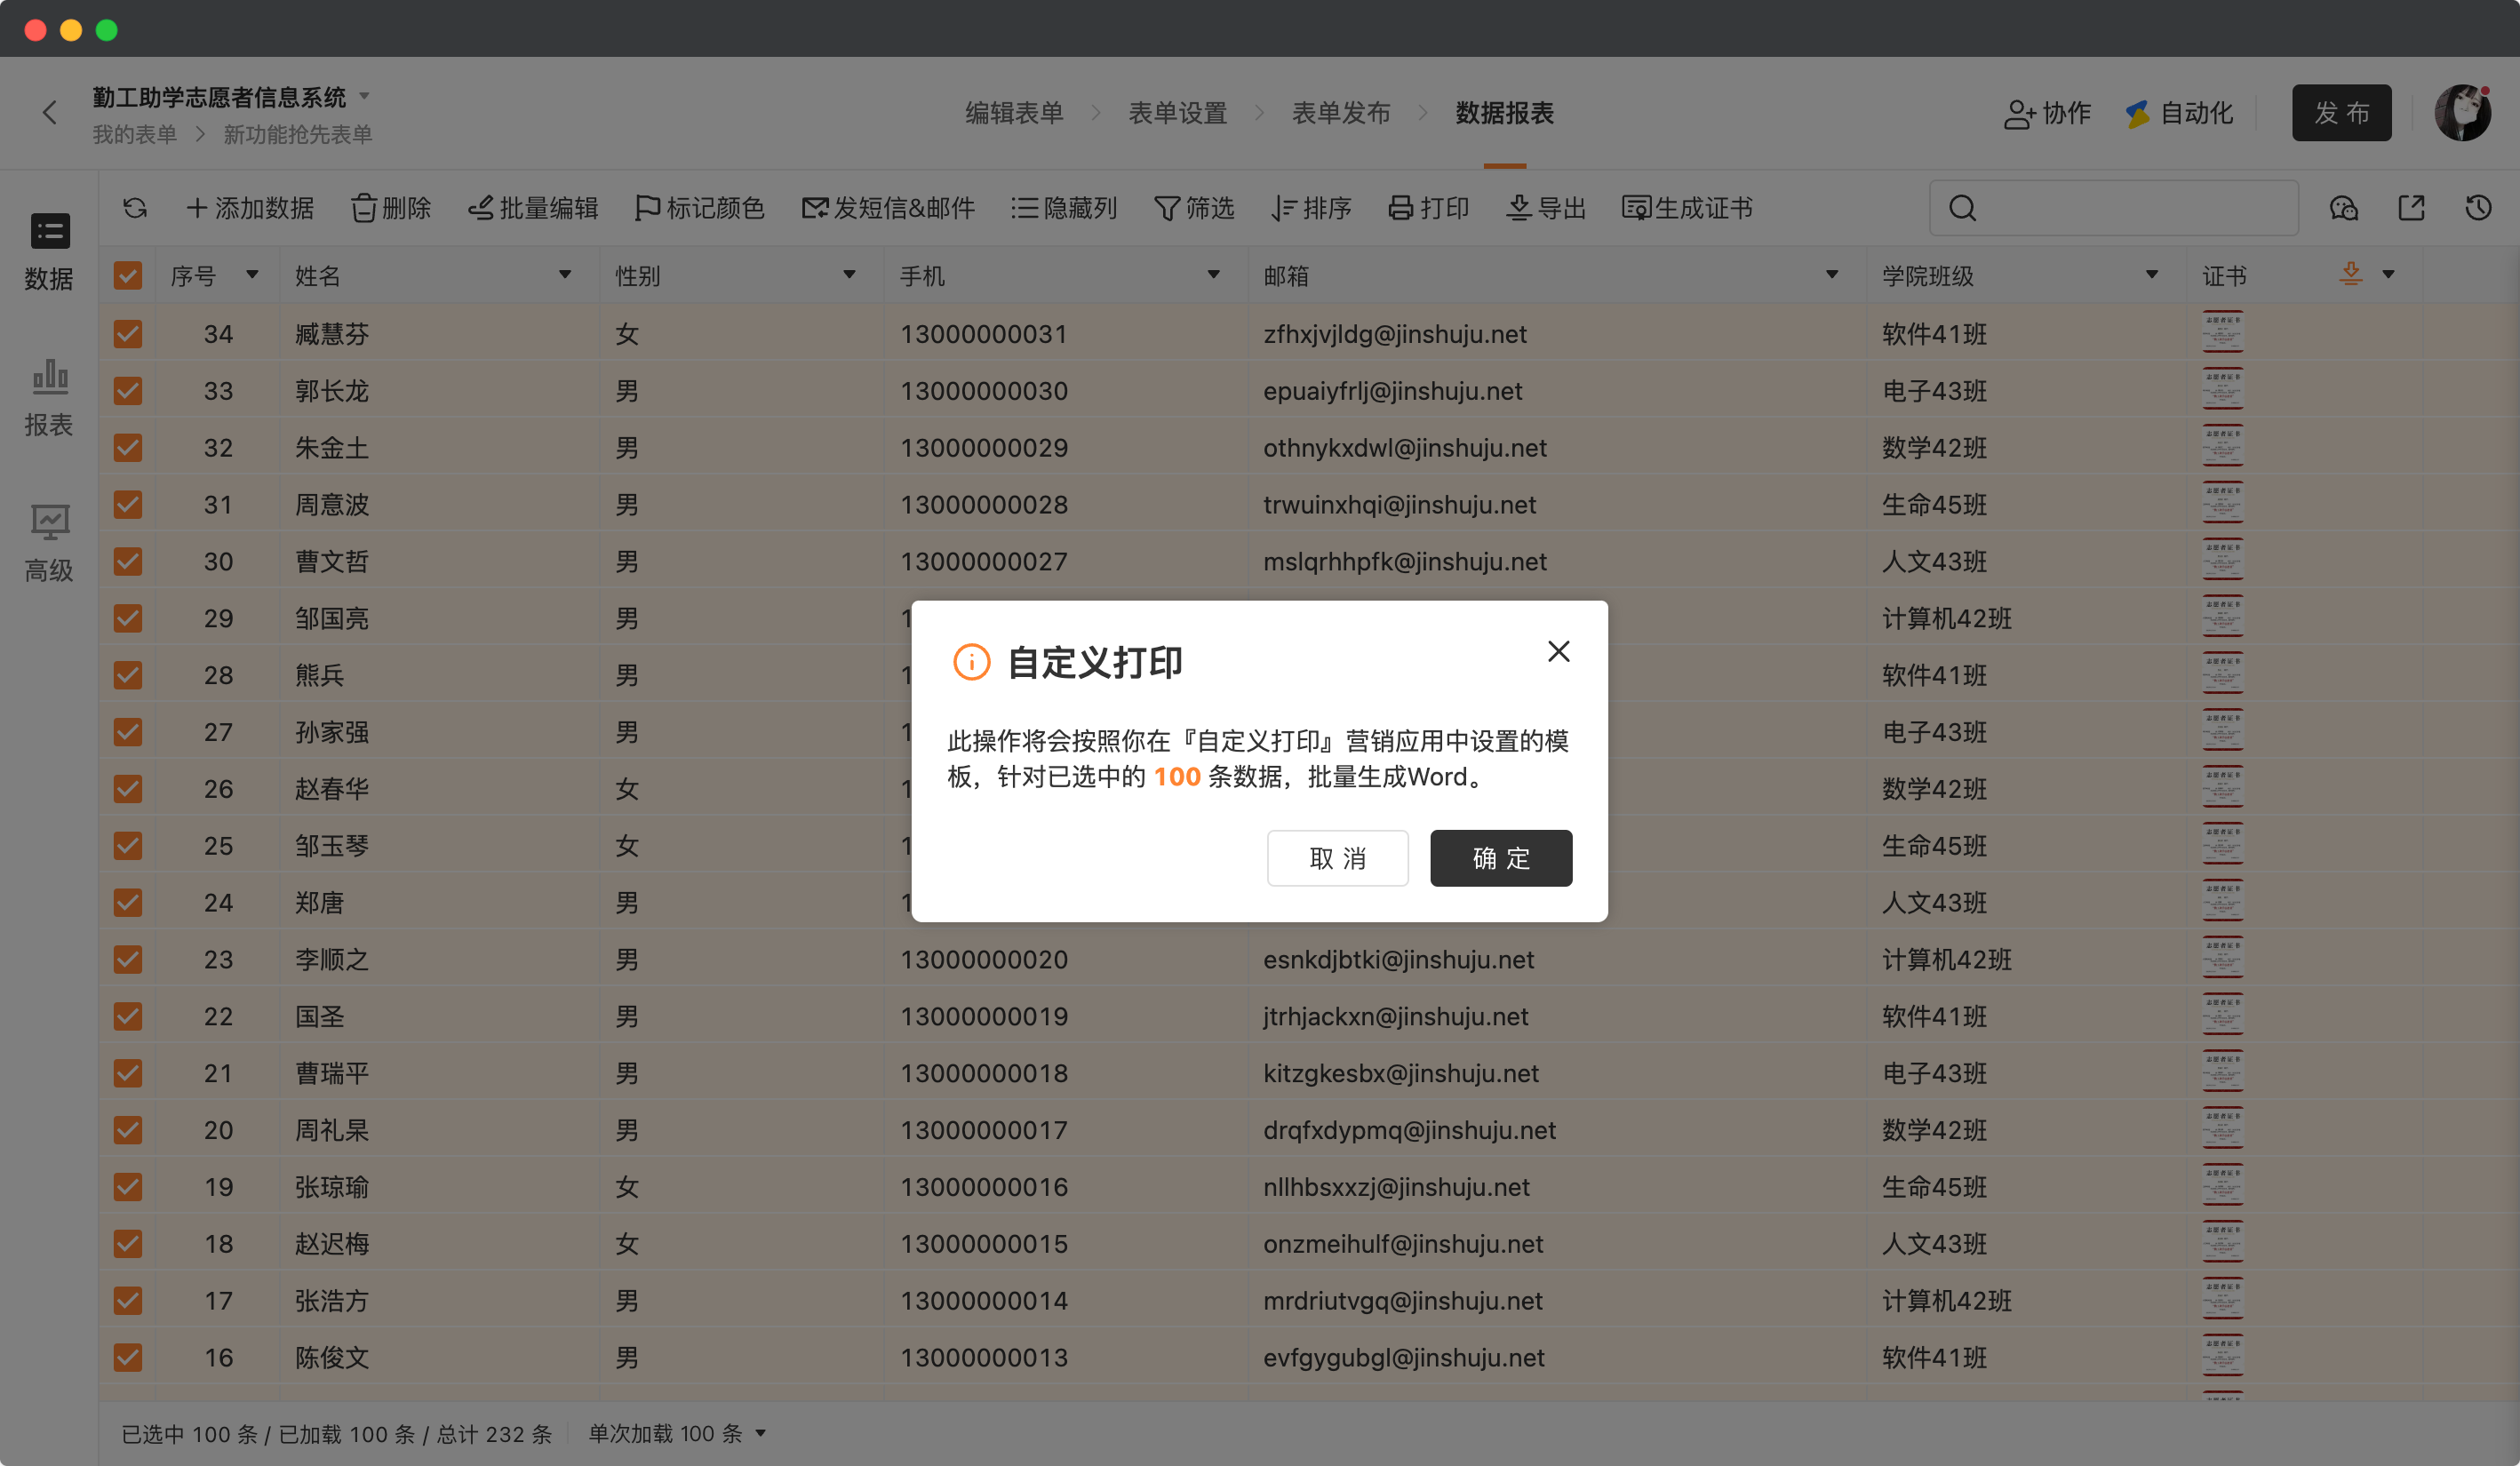 勤工助学志愿者信息系统
我的表单 > 新功能抢先表单
编辑表单 > 表单设置 > 表单发布 > 数据报表
协作 自动化 发 布
添加数据 删除 批量编辑 标记颜色 发短信&邮件 隐藏列 筛选 排序 打印 导出 生成证书
数据
报表
高级
序号 姓名 性别 手机 邮箱 学院班级 证书
34 臧慧芬 女 13000000031 zfhxjvjldg@jinshuju.net 软件41班
33 郭长龙 男 13000000030 epuaiyfrlj@jinshuju.net 电子43班
32 朱金土 男 13000000029 othnykxdwl@jinshuju.net 数学42班
31 周意波 男 13000000028 trwuinxhqi@jinshuju.net 生命45班
30 曹文哲 男 13000000027 mslqrhhpfk@jinshuju.net 人文43班
29 邹国亮 男 1 计算机42班
28 熊兵 男 1 软件41班
27 孙家强 男 1 电子43班
26 赵春华 女 1 数学42班
25 邹玉琴 女 1 生命45班
24 郑唐 男 1 人文43班
23 李顺之 男 13000000020 esnkdjbtki@jinshuju.net 计算机42班
22 国圣 男 13000000019 jtrhjackxn@jinshuju.net 软件41班
21 曹瑞平 男 13000000018 kitzgkesbx@jinshuju.net 电子43班
20 周礼杲 男 13000000017 drqfxdypmq@jinshuju.net 数学42班
19 张琼瑜 女 13000000016 nllhbsxxzj@jinshuju.net 生命45班
18 赵迟梅 女 13000000015 onzmeihulf@jinshuju.net 人文43班
17 张浩方 男 13000000014 mrdriutvgq@jinshuju.net 计算机42班
16 陈俊文 男 13000000013 evfgygubgl@jinshuju.net 软件41班
自定义打印
此操作将会按照你在『自定义打印』营销应用中设置的模
板，针对已选中的 100 条数据，批量生成Word。
取 消 确 定
已选中 100 条 / 已加载 100 条 / 总计 232 条 单次加载 100 条